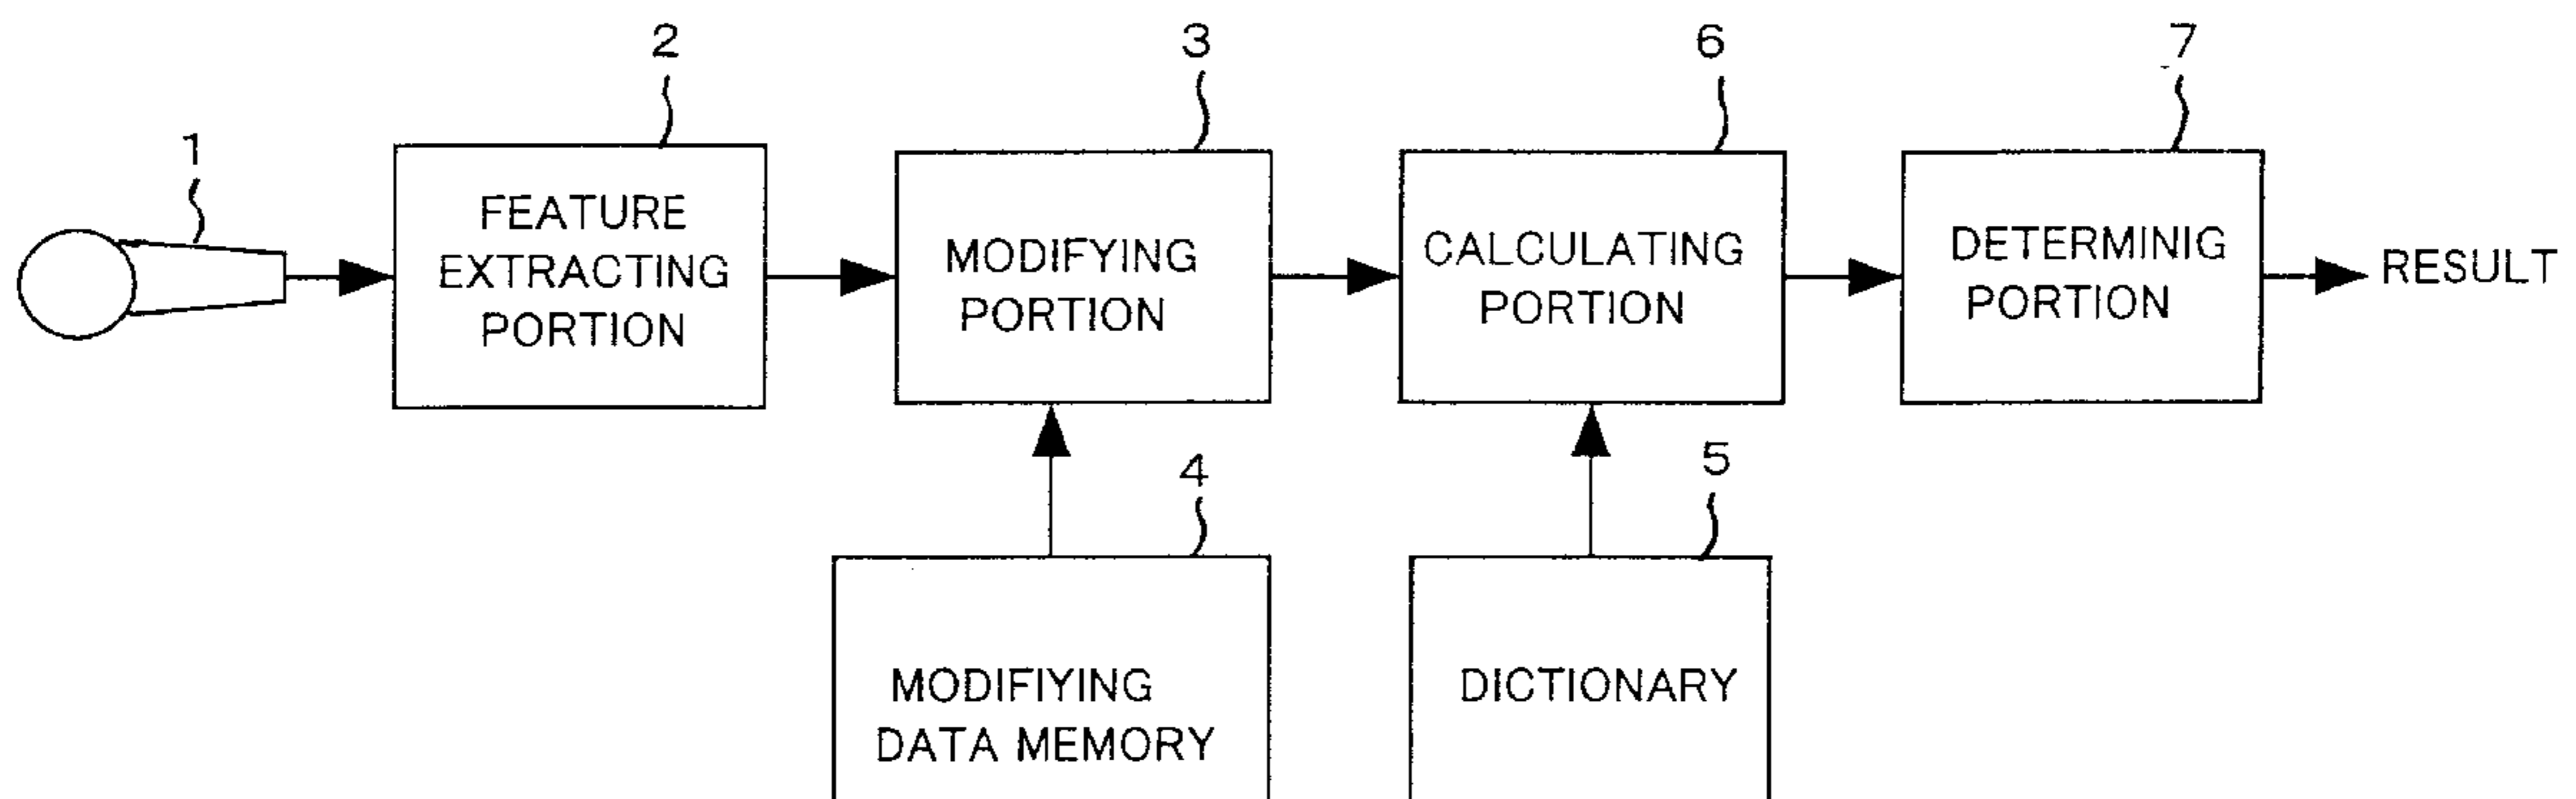 2
3
6
7
1
FEATURE
EXTRACTING
PORTION
MODIFYING
PORTION
CALCULATING
PORTION
DETERMINIG
PORTION
RESULT
4
5
MODIFIYING
DATA MEMORY
DICTIONARY